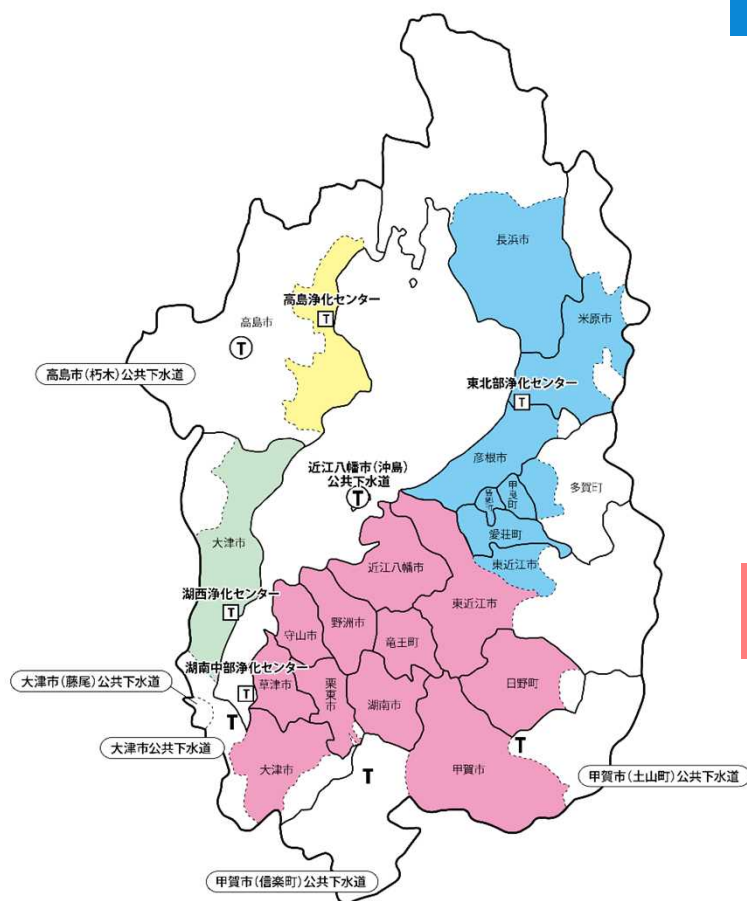 長浜市
米原市
高島浄化センター
T
高島市
T
高島市(朽木)公共下水道
東北部浄化センター
T
彦根市
近江八幡市(沖島)
公共下水道
T
甲良町
多賀町
愛荘町
東近江市
大津市
近江八幡市
東近江市
湖西浄化センター
T
守山市
野洲市
竜王町
湖南中部浄化センター
T
草津市
栗東市
湖南市
日野町
大津市(藤尾)公共下水道
T
大津市公共下水道
大津市
T
甲賀市
T
甲賀市(土山町)公共下水道
甲賀市(信楽町)公共下水道